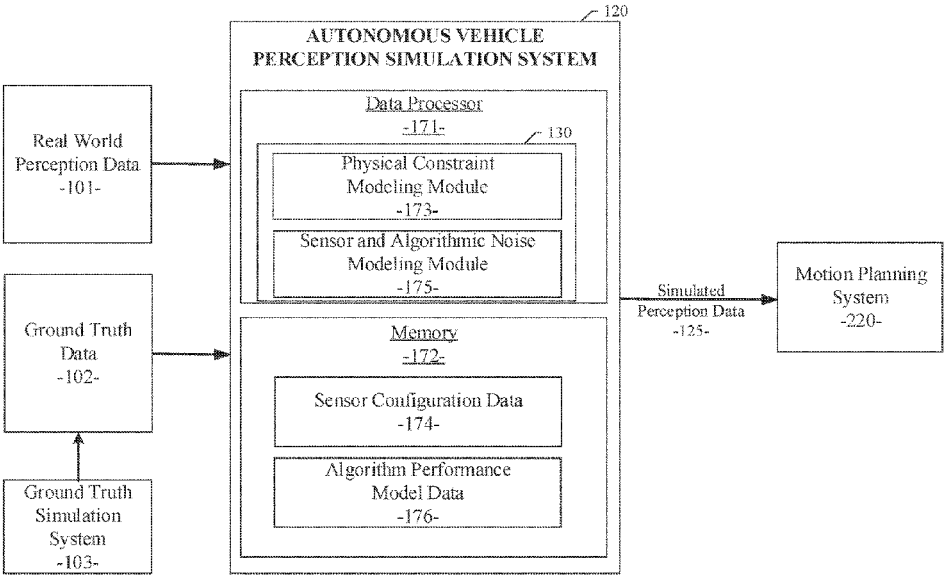 120
AUTONOMOUS VEHICLE
PERCEPTION SIMULATION SYSTEM
Real World
Perception Data
-101-
Data Processor
-171-
130
Physical Constraint
Modeling Module
-173-
Sensor and Algorithmic Noise
Modeling Module
-175-
Ground Truth
Data
-102-
Memory
-172-
Sensor Configuration Data
-174-
Algorithm Performance
Model Data
-176-
Ground Truth
Simulation
System
-103-
Simulated
Perception Data
-125-
Motion Planning
System
-220-